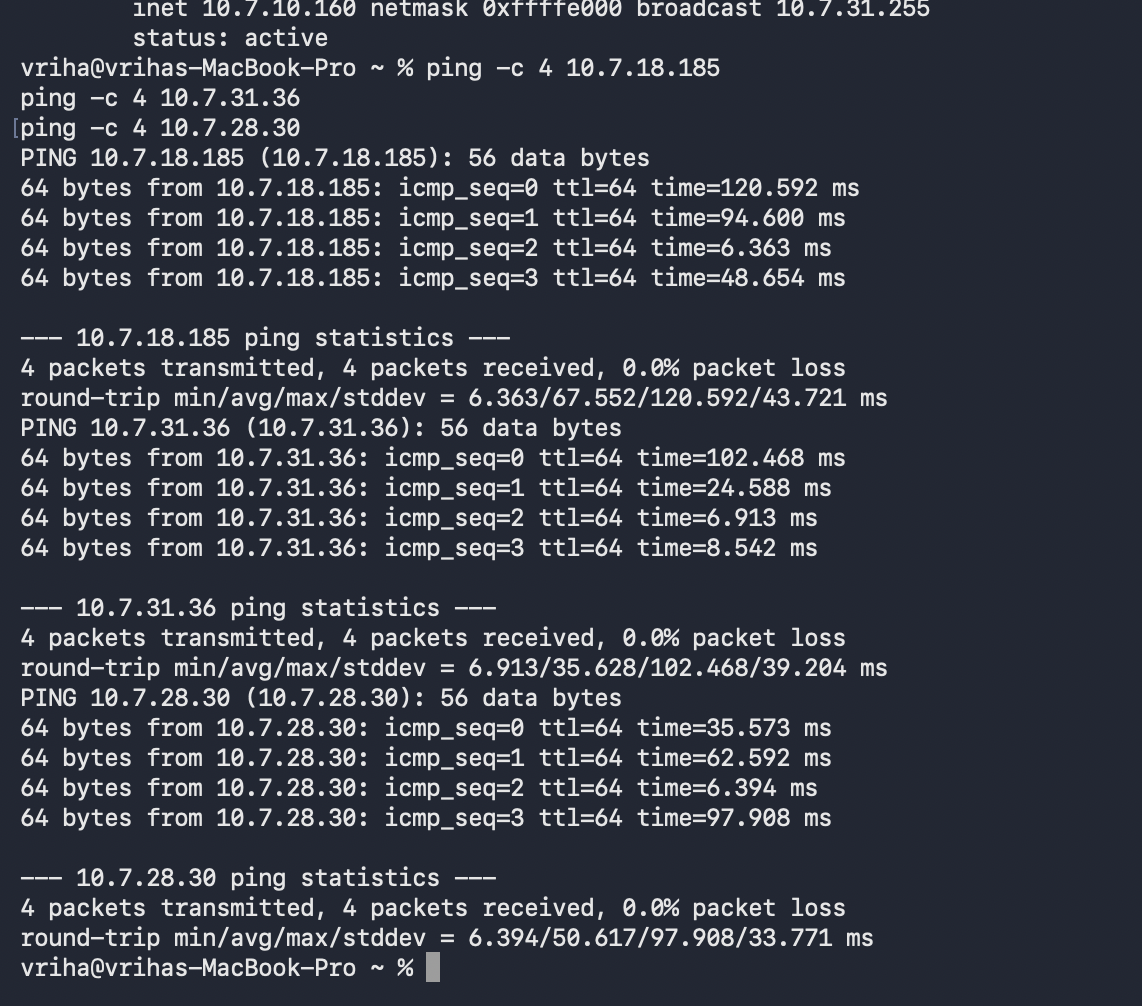 inet 10.7.10.160 netmask 0xffffe000 broadcast 10.7.31.255
status: active
vriha@vrihas-MacBook-Pro ~ % ping -c 4 10.7.18.185
ping -c 4 10.7.31.36
[ping -c 4 10.7.28.30
PING 10.7.18.185 (10.7.18.185): 56 data bytes
64 bytes from 10.7.18.185: icmp_seq=0 ttl=64 time=120.592 ms
64 bytes from 10.7.18.185: icmp_seq=1 ttl=64 time=94.600 ms
64 bytes from 10.7.18.185: icmp_seq=2 ttl=64 time=6.363 ms
64 bytes from 10.7.18.185: icmp_seq=3 ttl=64 time=48.654 ms

--- 10.7.18.185 ping statistics ---
4 packets transmitted, 4 packets received, 0.0% packet loss
round-trip min/avg/max/stddev = 6.363/67.552/120.592/43.721 ms
PING 10.7.31.36 (10.7.31.36): 56 data bytes
64 bytes from 10.7.31.36: icmp_seq=0 ttl=64 time=102.468 ms
64 bytes from 10.7.31.36: icmp_seq=1 ttl=64 time=24.588 ms
64 bytes from 10.7.31.36: icmp_seq=2 ttl=64 time=6.913 ms
64 bytes from 10.7.31.36: icmp_seq=3 ttl=64 time=8.542 ms

--- 10.7.31.36 ping statistics ---
4 packets transmitted, 4 packets received, 0.0% packet loss
round-trip min/avg/max/stddev = 6.913/35.628/102.468/39.204 ms
PING 10.7.28.30 (10.7.28.30): 56 data bytes
64 bytes from 10.7.28.30: icmp_seq=0 ttl=64 time=35.573 ms
64 bytes from 10.7.28.30: icmp_seq=1 ttl=64 time=62.592 ms
64 bytes from 10.7.28.30: icmp_seq=2 ttl=64 time=6.394 ms
64 bytes from 10.7.28.30: icmp_seq=3 ttl=64 time=97.908 ms

--- 10.7.28.30 ping statistics ---
4 packets transmitted, 4 packets received, 0.0% packet loss
round-trip min/avg/max/stddev = 6.394/50.617/97.908/33.771 ms
vriha@vrihas-MacBook-Pro ~ %